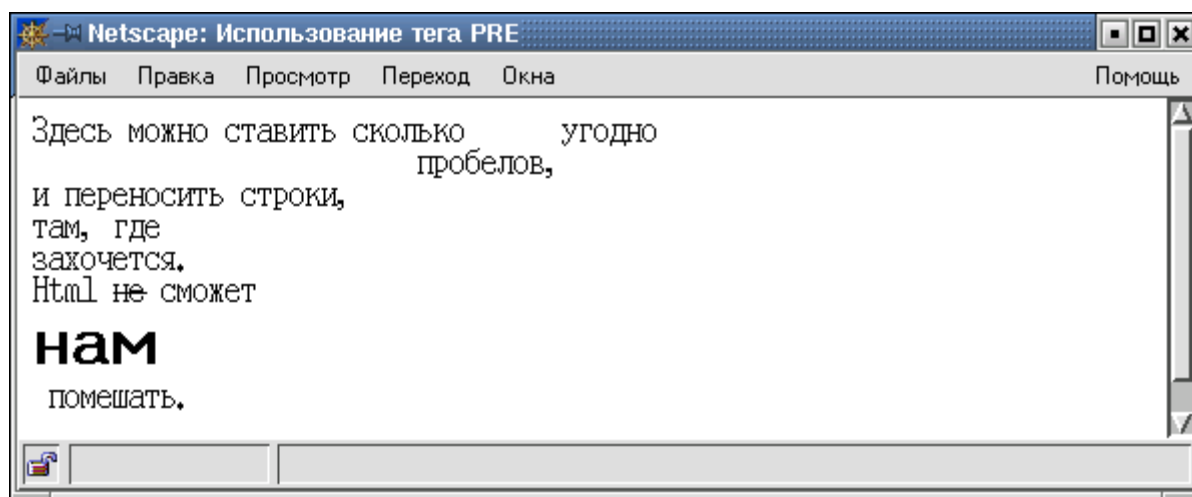 Netscape: Использование тега PRE
Файлы Правка Просмотр Переход Окна Помощь
Здесь можно ставить сколько      угодно
                        пробелов,
и переносить строки,
там, где
захочется.
Html не сможет
нам
 помешать.